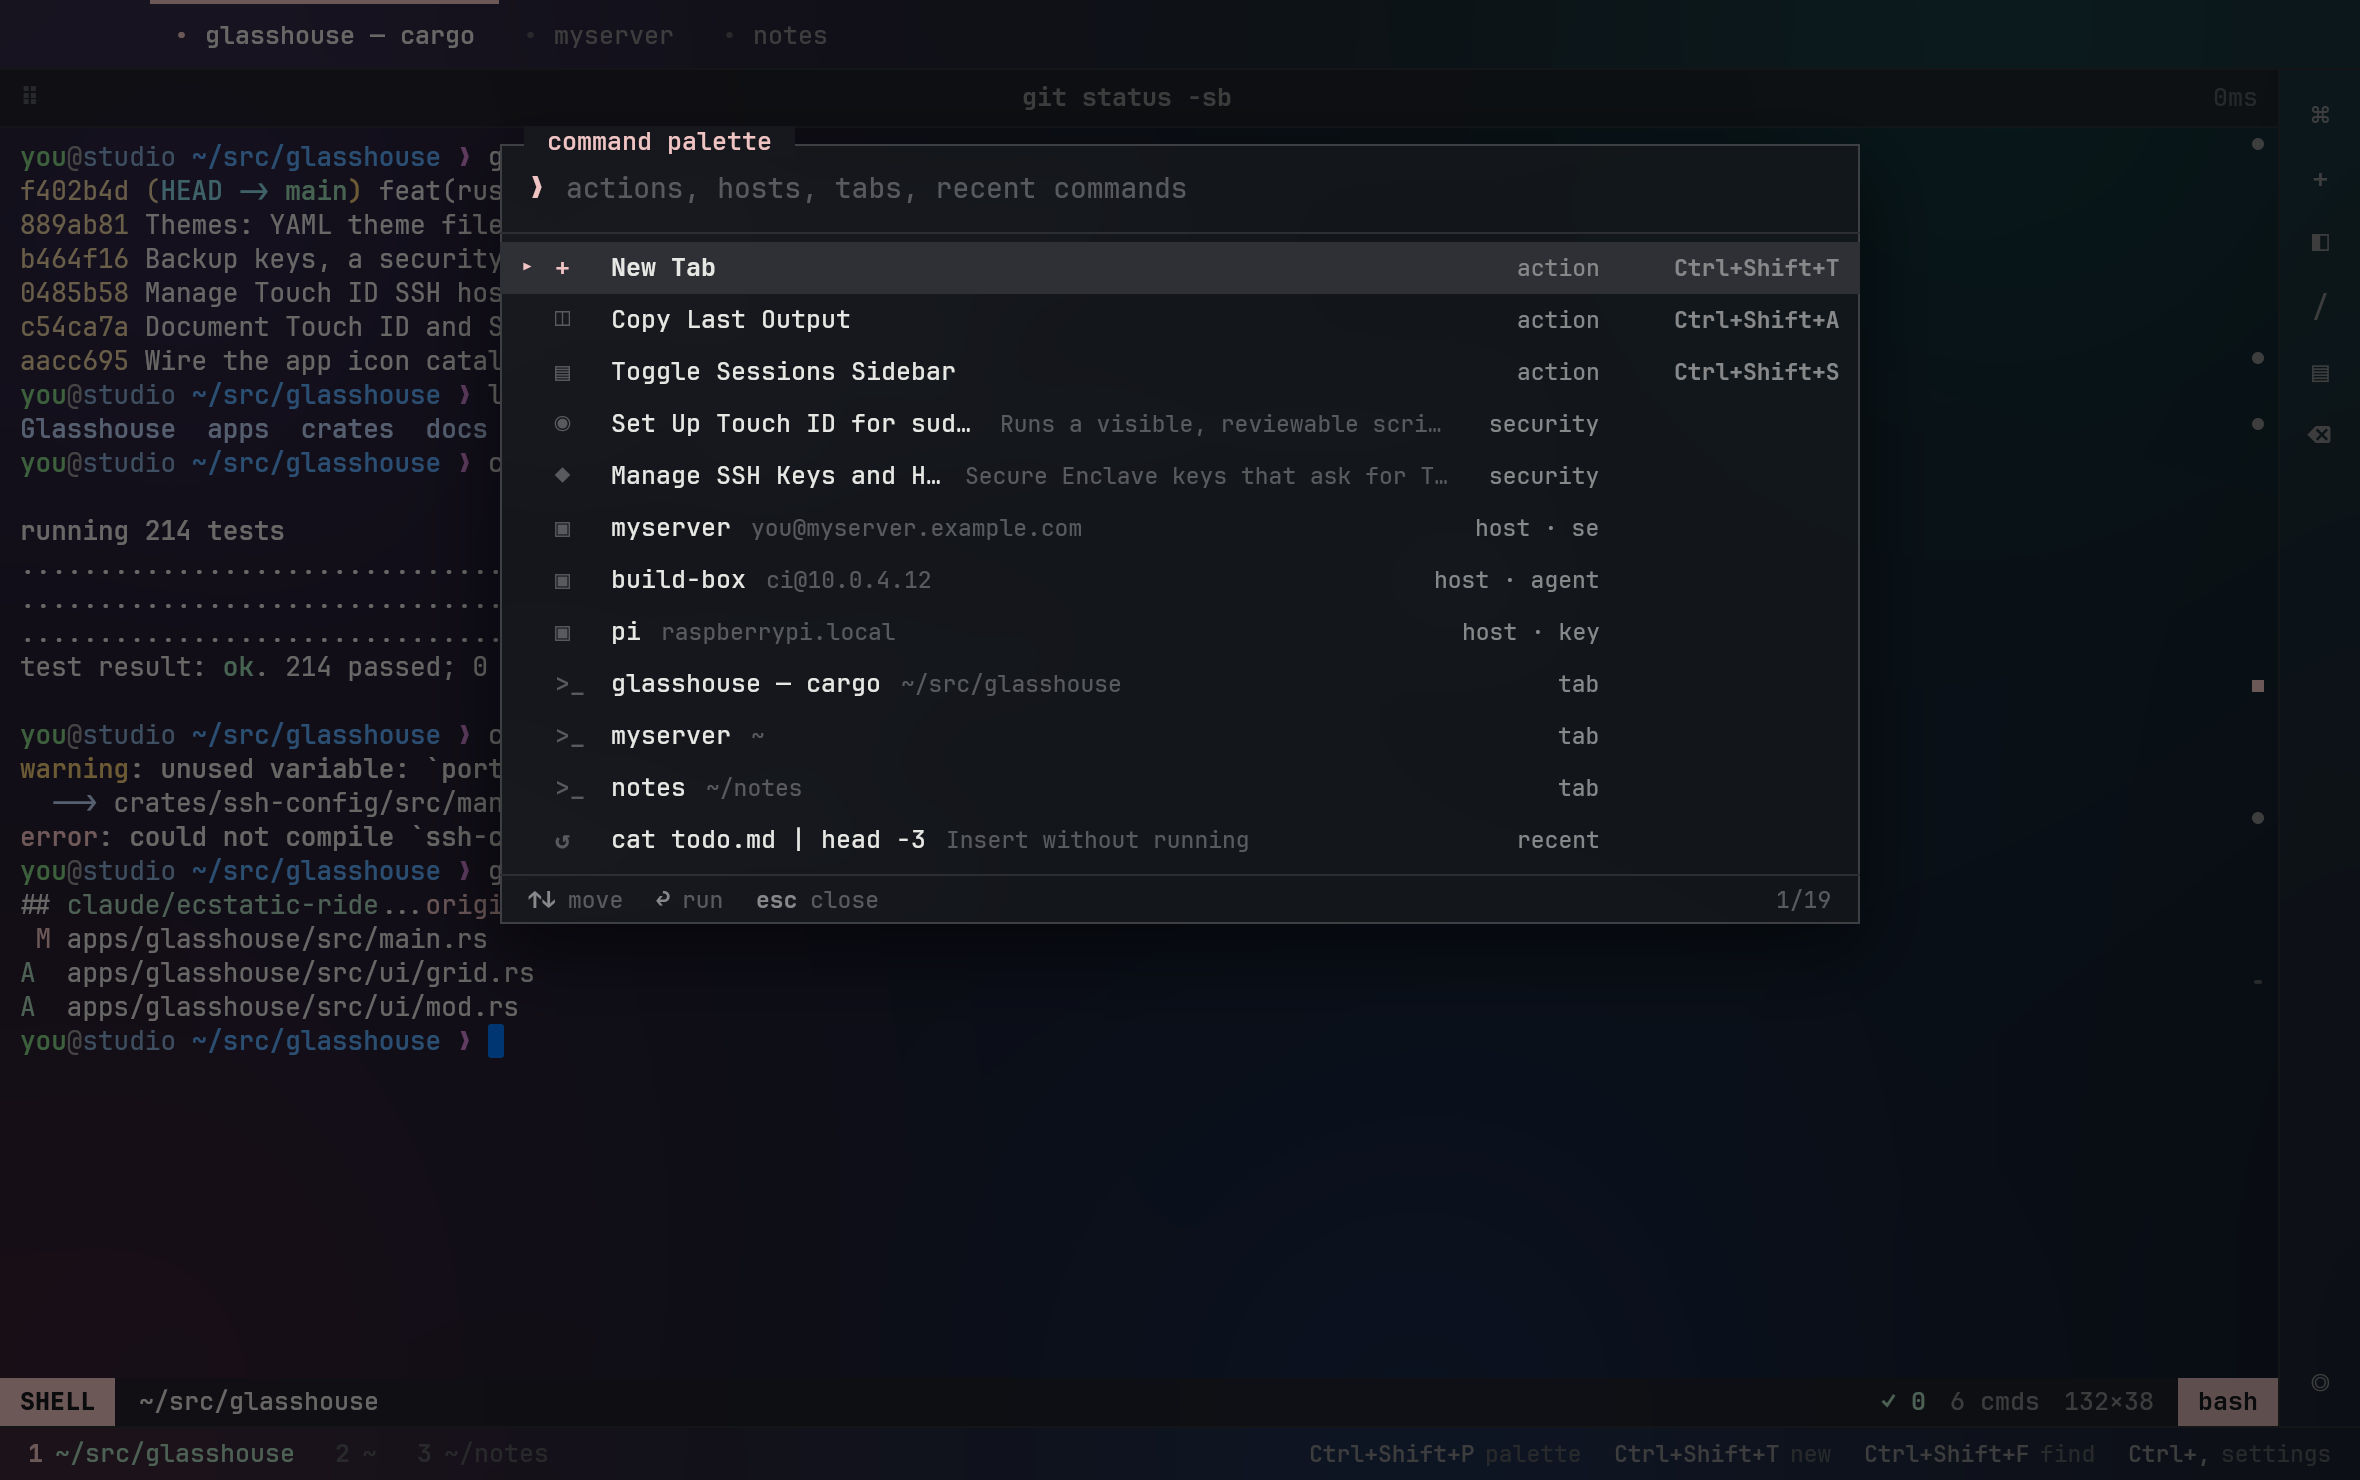 • glasshouse — cargo • myserver • notes
git status -sb 0ms
command palette
you@studio ~/src/glasshouse ❱ g
❱ actions, hosts, tabs, recent commands
f402b4d (HEAD -> main) feat(rus
889ab81 Themes: YAML theme file
b464f16 Backup keys, a security
+ New Tab action Ctrl+Shift+T
0485b58 Manage Touch ID SSH hos
Copy Last Output action Ctrl+Shift+A
c54ca7a Document Touch ID and S
aacc695 Wire the app icon catal
Toggle Sessions Sidebar action Ctrl+Shift+S
you@studio ~/src/glasshouse ❱ l
Set Up Touch ID for sud… Runs a visible, reviewable scri… security
Glasshouse apps crates docs
you@studio ~/src/glasshouse ❱ c
Manage SSH Keys and H… Secure Enclave keys that ask for T… security
running 214 tests
myserver you@myserver.example.com host · se
build-box ci@10.0.4.12 host · agent
pi raspberrypi.local host · key
test result: ok. 214 passed; 0
>_ glasshouse — cargo ~/src/glasshouse tab
you@studio ~/src/glasshouse ❱ c
>_ myserver ~ tab
warning: unused variable: `port
>_ notes ~/notes tab
--> crates/ssh-config/src/man
error: could not compile `ssh-c
↺ cat todo.md | head -3 Insert without running recent
you@studio ~/src/glasshouse ❱ g
↑↓ move ⤶ run esc close 1/19
## claude/ecstatic-ride...origi
M apps/glasshouse/src/main.rs
A apps/glasshouse/src/ui/grid.rs
A apps/glasshouse/src/ui/mod.rs
you@studio ~/src/glasshouse ❱
SHELL ~/src/glasshouse ✓ 0 6 cmds 132×38 bash
1 ~/src/glasshouse 2 ~ 3 ~/notes Ctrl+Shift+P palette Ctrl+Shift+T new Ctrl+Shift+F find Ctrl+, settings